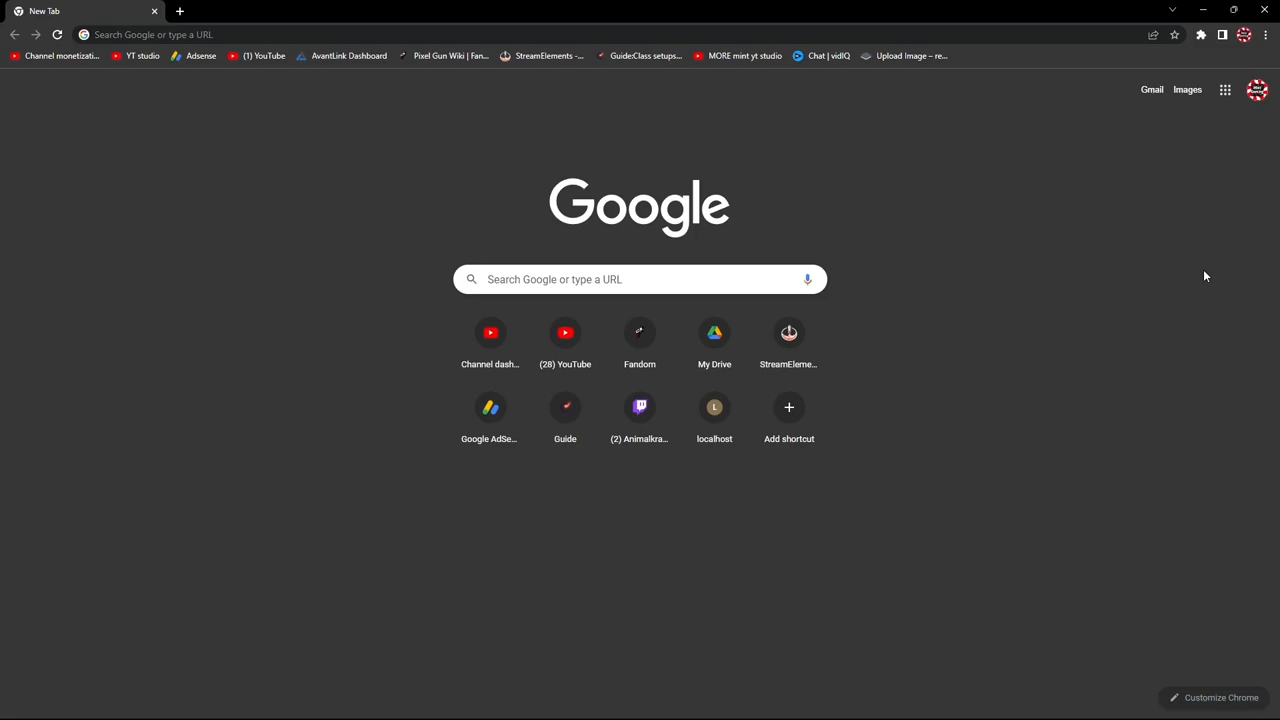 New Tab
Search Google or type a URL
Channel monetizati...
YT studio
Adsense
(1) YouTube
AvantLink Dashboard
Pixel Gun Wiki | Fan...
StreamElements -...
Guide:Class setups...
MORE mint yt studio
Chat | vidIQ
Upload Image – re...
Gmail
Images
Google
Search Google or type a URL
Channel dash...
(28) YouTube
Fandom
My Drive
StreamEleme...
Google AdSe...
Guide
(2) Animalkra...
L
localhost
Add shortcut
Customize Chrome